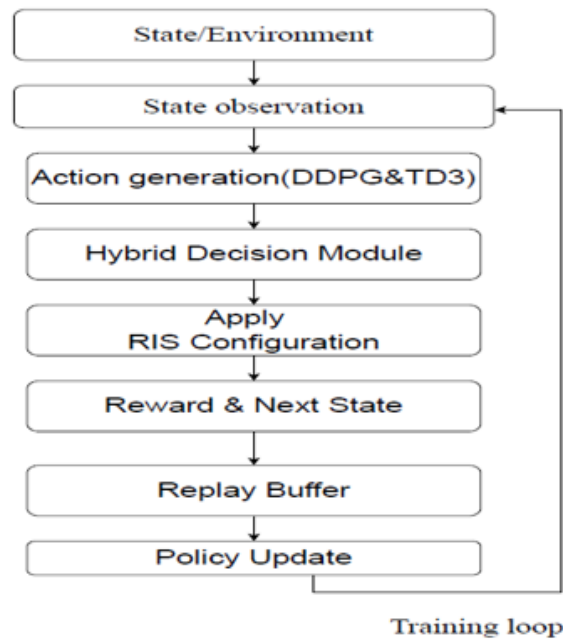 State/Environment
State observation
Action generation(DDPG&TD3)
Hybrid Decision Module
Apply
RIS Configuration
Reward & Next State
Replay Buffer
Policy Update
Training loop